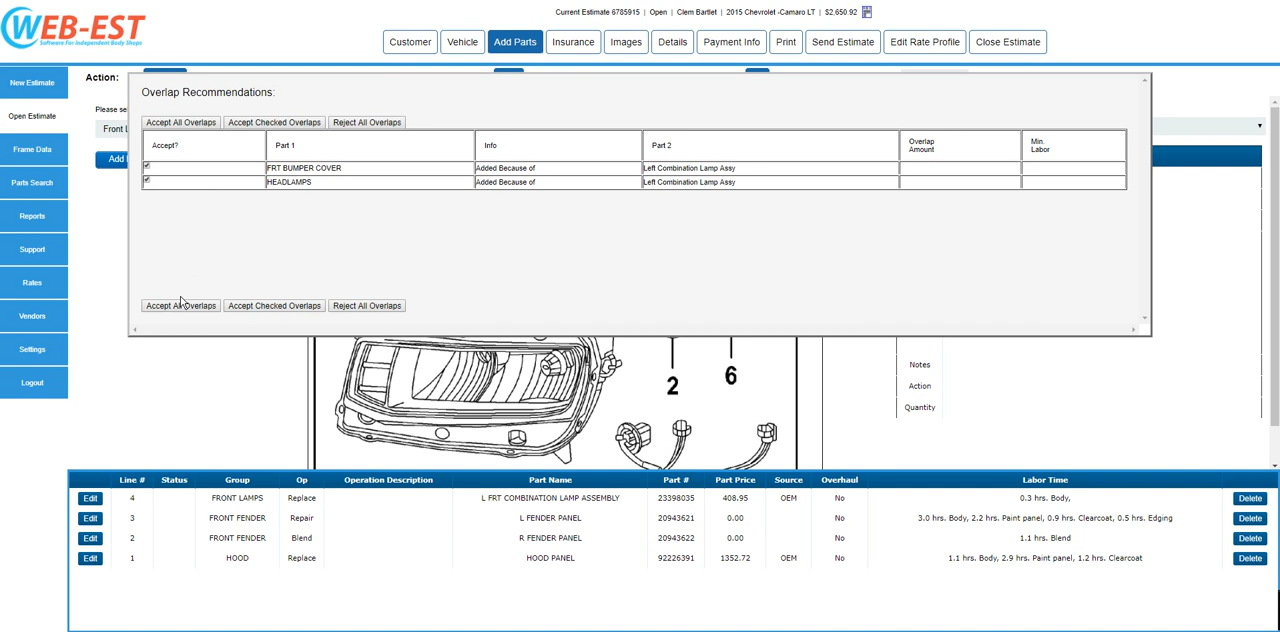 Current Estimate 6785915 | Open | Clem Bartlet | 2015 Chevrolet -Camaro LT | $2,650.92
WEB-EST
Software For Independent Body Shops
Customer Vehicle Add Parts Insurance Images Details Payment Info Print Send Estimate Edit Rate Profile Close Estimate
New Estimate
Open Estimate
Frame Data
Parts Search
Reports
Support
Rates
Vendors
Settings
Logout
Action:
Please se
Front L
Add
Overlap Recommendations:
Accept All Overlaps Accept Checked Overlaps Reject All Overlaps
Accept? Part 1 Info Part 2 Overlap Amount Min. Labor
FRT BUMPER COVER Added Because of Left Combination Lamp Assy
HEADLAMPS Added Because of Left Combination Lamp Assy
Accept All Overlaps Accept Checked Overlaps Reject All Overlaps
2 6
Notes
Action
Quantity
Line # Status Group Op Operation Description Part Name Part # Part Price Source Overhaul Labor Time
Edit 4 FRONT LAMPS Replace L FRT COMBINATION LAMP ASSEMBLY 23398035 408.95 OEM No 0.3 hrs. Body, Delete
Edit 3 FRONT FENDER Repair L FENDER PANEL 20943621 0.00 No 3.0 hrs. Body, 2.2 hrs. Paint panel, 0.9 hrs. Clearcoat, 0.5 hrs. Edging Delete
Edit 2 FRONT FENDER Blend R FENDER PANEL 20943622 0.00 No 1.1 hrs. Blend Delete
Edit 1 HOOD Replace HOOD PANEL 92226391 1352.72 OEM No 1.1 hrs. Body, 2.9 hrs. Paint panel, 1.2 hrs. Clearcoat Delete